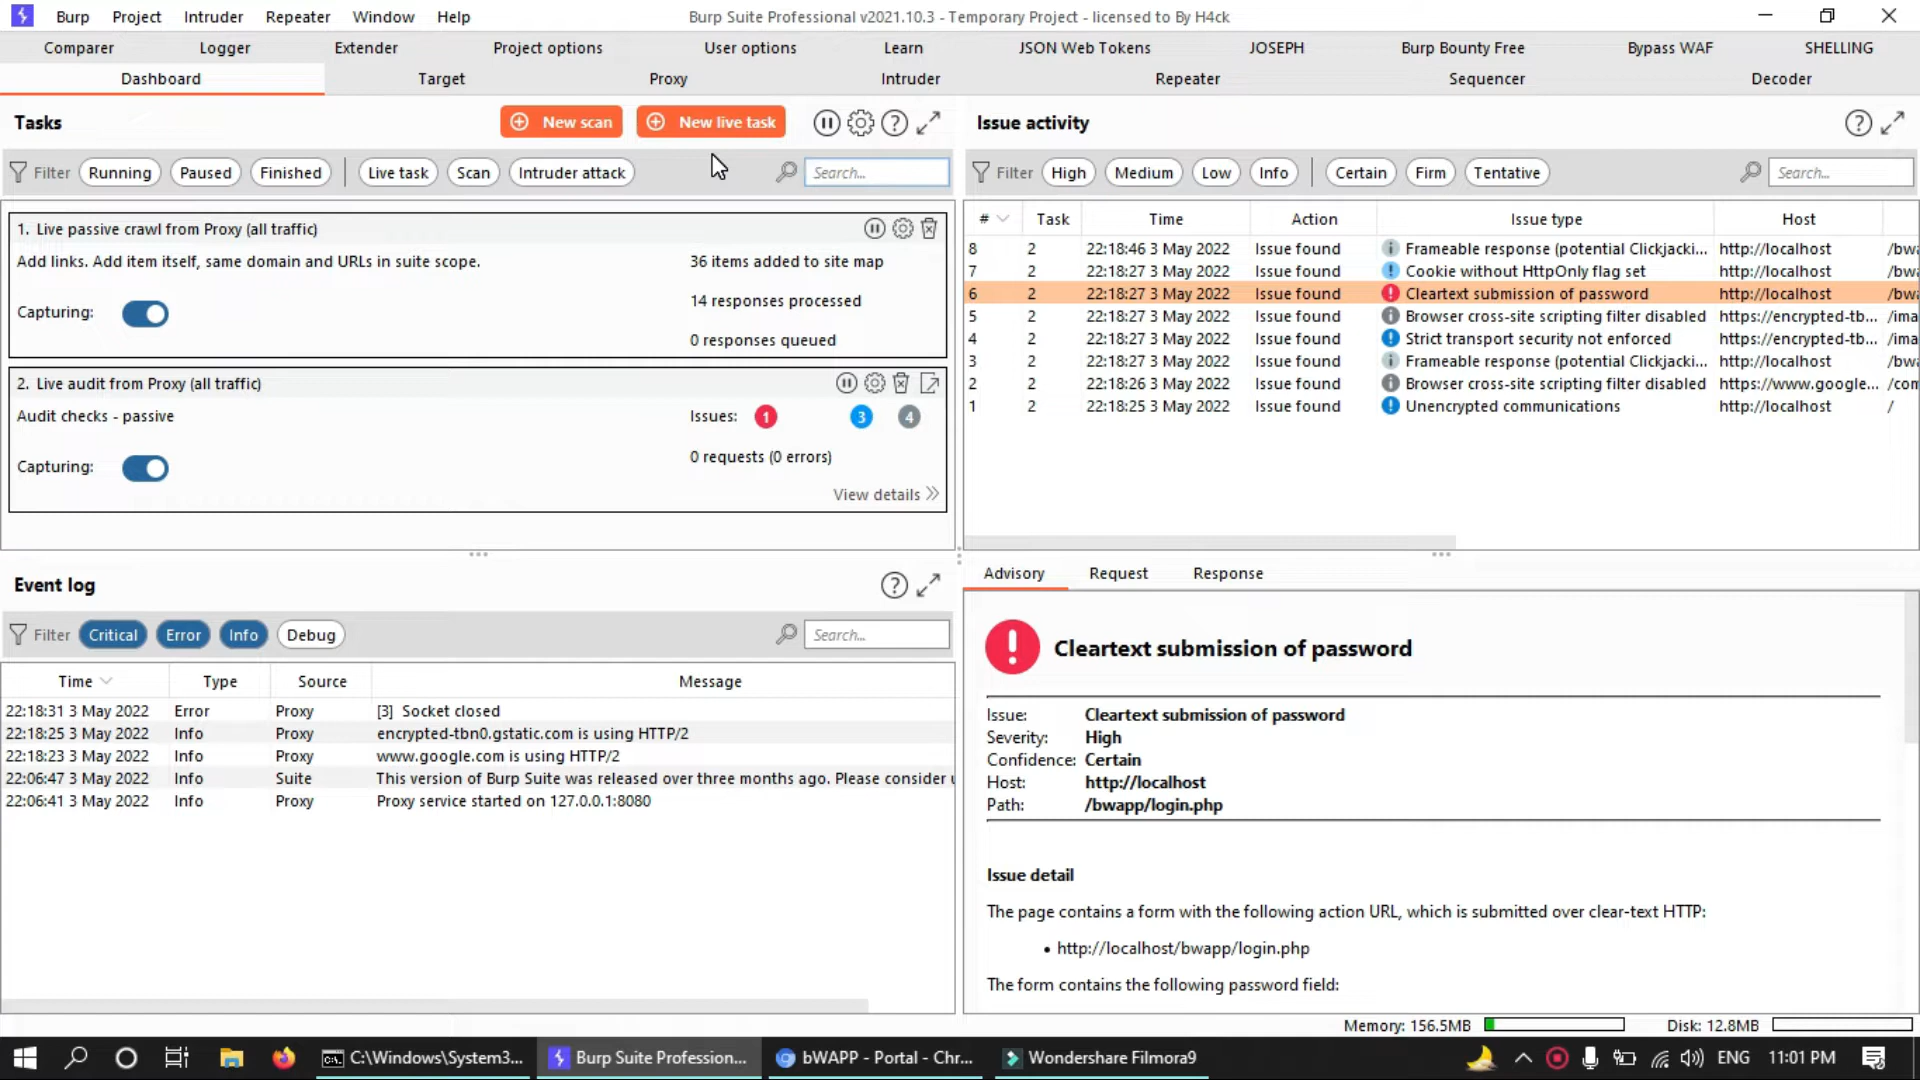 Burp Project Intruder Repeater Window Help
Burp Suite Professional v2021.10.3 - Temporary Project - licensed to By H4ck
Comparer Logger Extender Project options User options Learn JSON Web Tokens JOSEPH Burp Bounty Free Bypass WAF SHELLING
Dashboard Target Proxy Intruder Repeater Sequencer Decoder
Tasks New scan New live task
Filter Running Paused Finished Live task Scan Intruder attack Search...
1. Live passive crawl from Proxy (all traffic)
Add links. Add item itself, same domain and URLs in suite scope. 36 items added to site map
Capturing: 14 responses processed
0 responses queued
2. Live audit from Proxy (all traffic)
Audit checks - passive Issues: 1 3 4
Capturing: 0 requests (0 errors)
View details
Issue activity
Filter High Medium Low Info Certain Firm Tentative Search...
# Task Time Action Issue type Host
8 2 22:18:46 3 May 2022 Issue found Frameable response (potential Clickjacki... http://localhost /bwa
7 2 22:18:27 3 May 2022 Issue found Cookie without HttpOnly flag set http://localhost /bwa
6 2 22:18:27 3 May 2022 Issue found Cleartext submission of password http://localhost /bwa
5 2 22:18:27 3 May 2022 Issue found Browser cross-site scripting filter disabled https://encrypted-tb... /ima
4 2 22:18:27 3 May 2022 Issue found Strict transport security not enforced https://encrypted-tb... /ima
3 2 22:18:27 3 May 2022 Issue found Frameable response (potential Clickjacki... http://localhost /bwa
2 2 22:18:26 3 May 2022 Issue found Browser cross-site scripting filter disabled https://www.google... /com
1 2 22:18:25 3 May 2022 Issue found Unencrypted communications http://localhost /
Event log
Filter Critical Error Info Debug Search...
Time Type Source Message
22:18:31 3 May 2022 Error Proxy [3] Socket closed
22:18:25 3 May 2022 Info Proxy encrypted-tbn0.gstatic.com is using HTTP/2
22:18:23 3 May 2022 Info Proxy www.google.com is using HTTP/2
22:06:47 3 May 2022 Info Suite This version of Burp Suite was released over three months ago. Please consider u
22:06:41 3 May 2022 Info Proxy Proxy service started on 127.0.0.1:8080
Advisory Request Response
Cleartext submission of password
Issue: Cleartext submission of password
Severity: High
Confidence: Certain
Host: http://localhost
Path: /bwapp/login.php
Issue detail
The page contains a form with the following action URL, which is submitted over clear-text HTTP:
• http://localhost/bwapp/login.php
The form contains the following password field:
Memory: 156.5MB Disk: 12.8MB
C:\Windows\System3... Burp Suite Profession... bWAPP - Portal - Chr... Wondershare Filmora9 ENG 11:01 PM